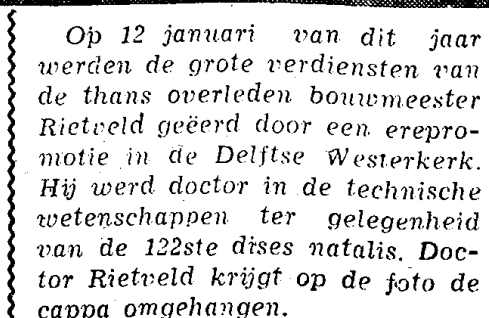 Op 12 januari van dit jaar
werden de grote verdiensten van
de thans overleden bouwmeester
Rietveld geëerd door een erepro-
motie in de Delftse Westerkerk.
Hij werd doctor in de technische
wetenschappen ter gelegenheid
van de 122ste dises natalis. Doc-
tor Rietveld krijgt op de foto de
cappa omgehangen.